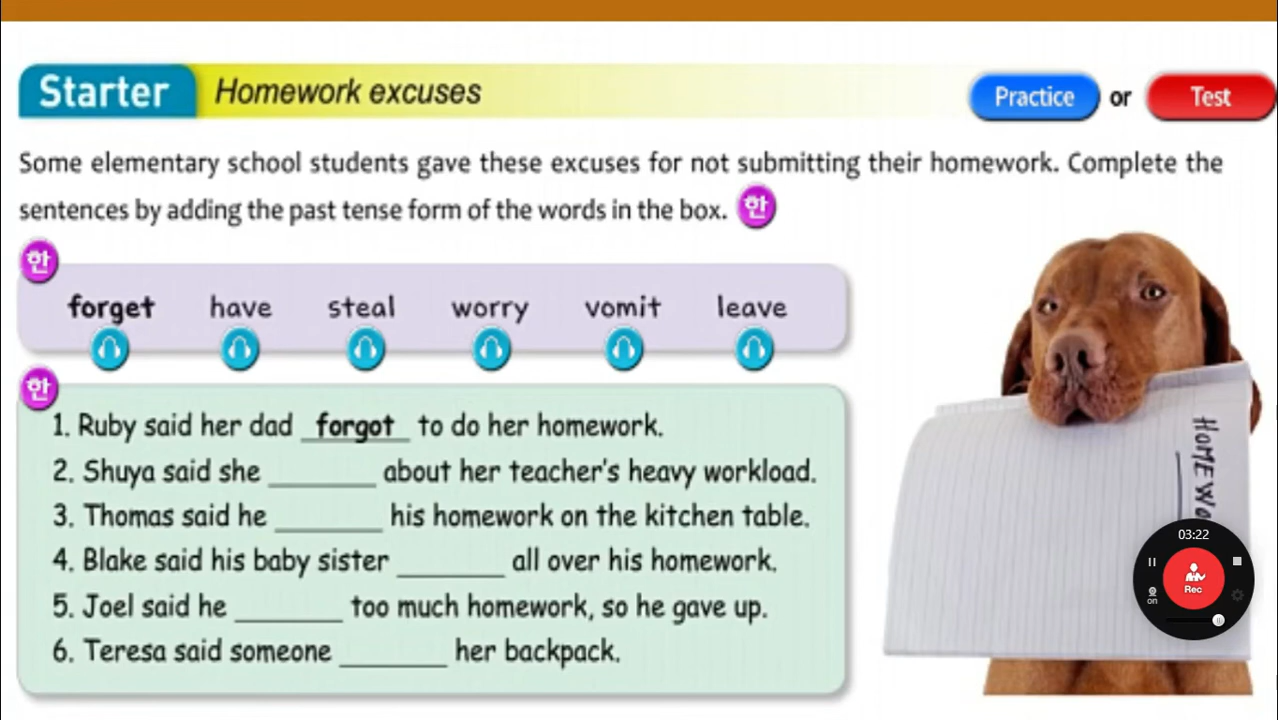 Starter Homework excuses Practice or Test
Some elementary school students gave these excuses for not submitting their homework. Complete the
sentences by adding the past tense form of the words in the box. 한
한
forget have steal worry vomit leave
한
1. Ruby said her dad forgot to do her homework.
2. Shuya said she ________ about her teacher's heavy workload.
3. Thomas said he ________ his homework on the kitchen table.
4. Blake said his baby sister ________ all over his homework.
5. Joel said he ________ too much homework, so he gave up.
6. Teresa said someone ________ her backpack.
HOMEWO
03:22
Rec
on